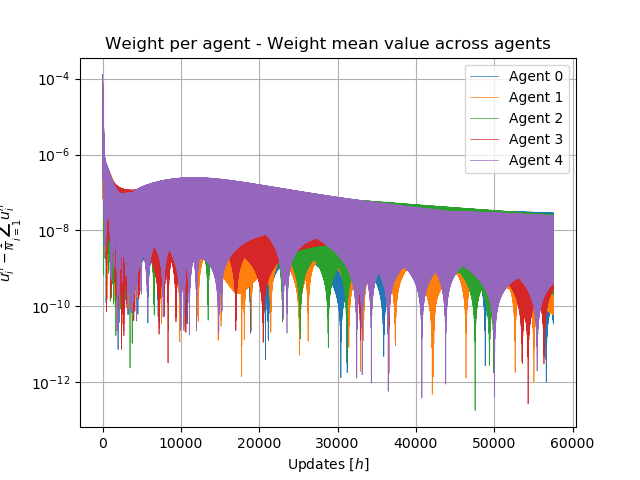 Weight per agent - Weight mean value across agents
Agent 0
Agent 1
Agent 2
Agent 3
Agent 4
10⁻⁴
10⁻⁶
10⁻⁸
10⁻¹⁰
10⁻¹²
0 10000 20000 30000 40000 50000 60000
Updates [h]